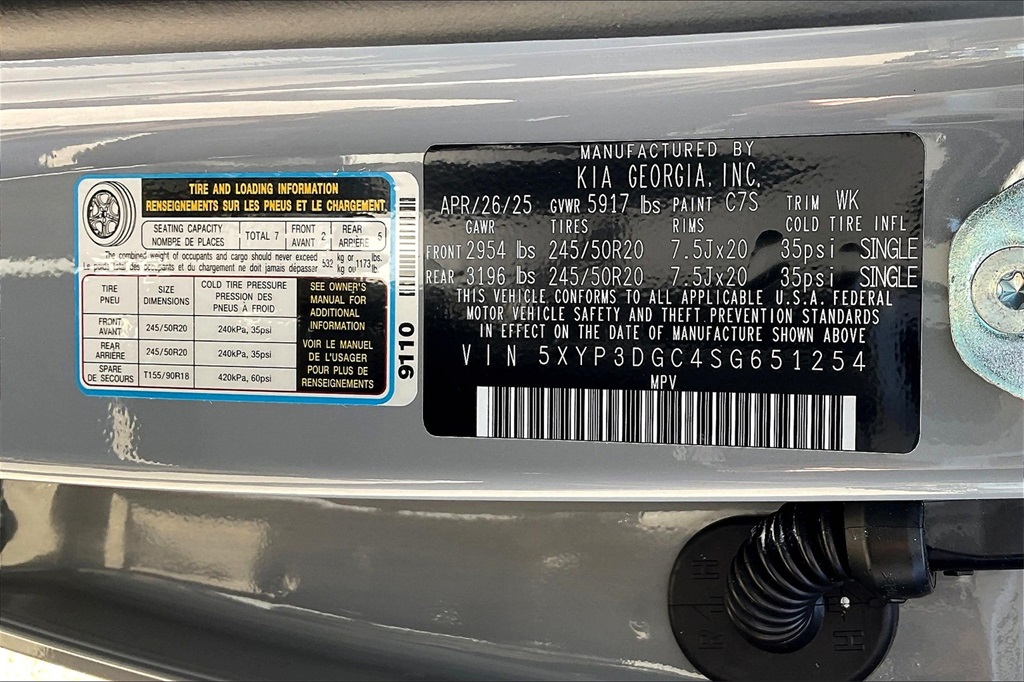 TIRE AND LOADING INFORMATION
RENSEIGNEMENTS SUR LES PNEUS ET LE CHARGEMENT
SEATING CAPACITY
NOMBRE DE PLACES
TOTAL 7
FRONT
AVANT 2
REAR
ARRIÈRE 5
The combined weight of occupants and cargo should never exceed 532 kg or 1173 lbs.
Le poids total des occupants et du chargement ne doit jamais dépasser kg ou lb.
TIRE
PNEU
SIZE
DIMENSIONS
COLD TIRE PRESSURE
PRESSION DES
PNEUS À FROID
FRONT
AVANT
245/50R20
240kPa, 35psi
REAR
ARRIÈRE
245/50R20
240kPa, 35psi
SPARE
DE SECOURS
T155/90R18
420kPa, 60psi
SEE OWNER'S
MANUAL FOR
ADDITIONAL
INFORMATION
VOIR LE MANUEL
DE L'USAGER
POUR PLUS DE
RENSEIGNEMENTS
9110
MANUFACTURED BY
KIA GEORGIA, INC.
APR/26/25 GVWR 5917 lbs PAINT C7S TRIM WK
GAWR TIRES RIMS COLD TIRE INFL
FRONT 2954 lbs 245/50R20 7.5Jx20 35psi SINGLE
REAR 3196 lbs 245/50R20 7.5Jx20 35psi SINGLE
THIS VEHICLE CONFORMS TO ALL APPLICABLE U.S.A. FEDERAL
MOTOR VEHICLE SAFETY AND THEFT PREVENTION STANDARDS
IN EFFECT ON THE DATE OF MANUFACTURE SHOWN ABOVE
VIN 5XYP3DGC4SG651254
MPV